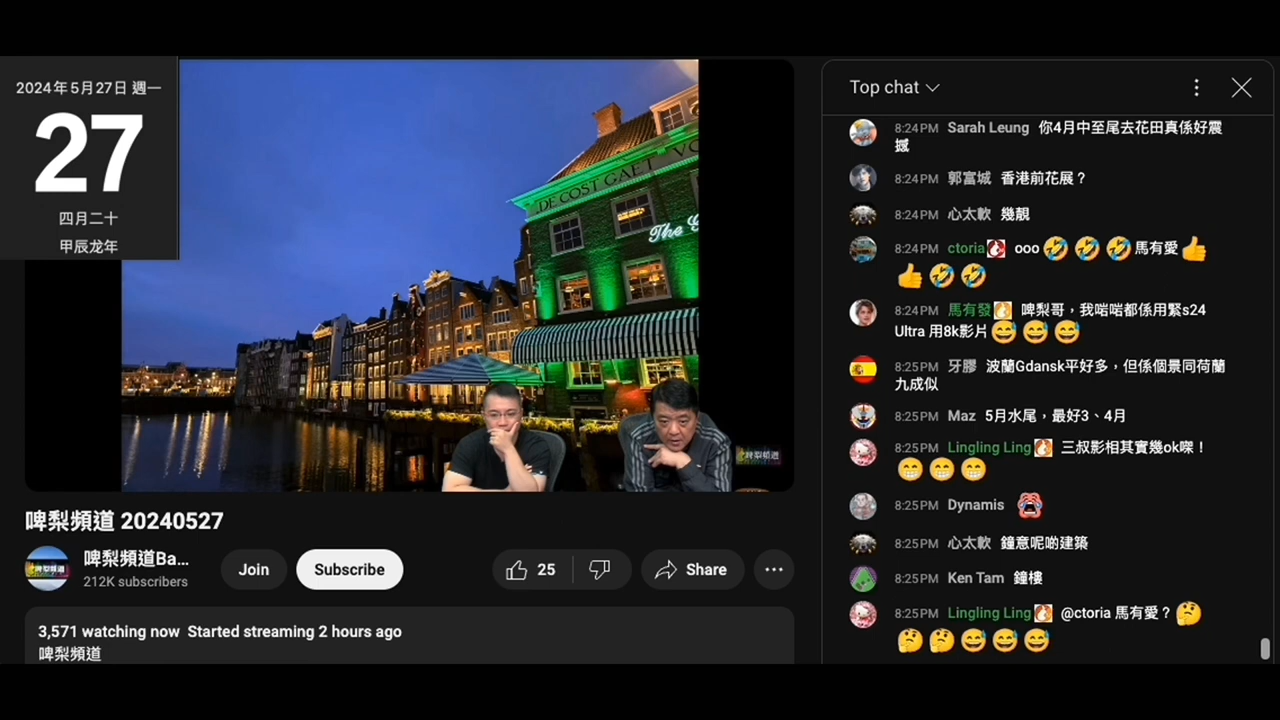 2024年5月27日 週一
27
四月二十
甲辰龙年
DE COST GAET VO
The G
啤梨頻道
啤梨頻道 20240527
啤梨頻道Ba...
212K subscribers
Join
Subscribe
25
Share
3,571 watching now Started streaming 2 hours ago
啤梨頻道
Top chat
8:24PM Sarah Leung 你4月中至尾去花田真係好震
撼
8:24PM 郭富城 香港前花展？
8:24PM 心太軟 幾靚
8:24PM ctoria ooo 🤣🤣🤣馬有愛👍
👍🤣🤣
8:24PM 馬有發 啤梨哥，我啱啱都係用緊s24
Ultra 用8k影片😅😅😅
8:25PM 牙膠 波蘭Gdansk平好多，但係個景同荷蘭
九成似
8:25PM Maz 5月水尾，最好3、4月
8:25PM Lingling Ling 三叔影相其實幾ok㗎！
😁😁😁
8:25PM Dynamis
8:25PM 心太軟 鐘意呢啲建築
8:25PM Ken Tam 鐘樓
8:25PM Lingling Ling @ctoria 馬有愛？🤔
🤔🤔😅😅😅